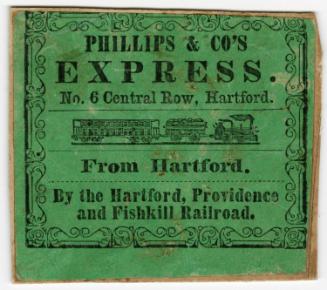 PHILLIPS & CO'S
EXPRESS.
No. 6 Central Row, Hartford.
From Hartford.
By the Hartford, Providence
and Fishkill Railroad.